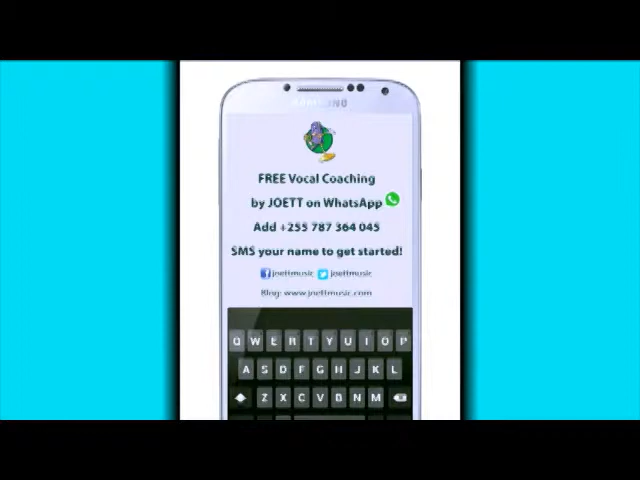 SAMSUNG
FREE Vocal Coaching
by JOETT on WhatsApp
Add +255 787 364 045
SMS your name to get started!
joettmusic joettmusic
Blog: www.joettmusic.com
Q W E R T Y U I O P
A S D F G H J K L
Z X C V B N M